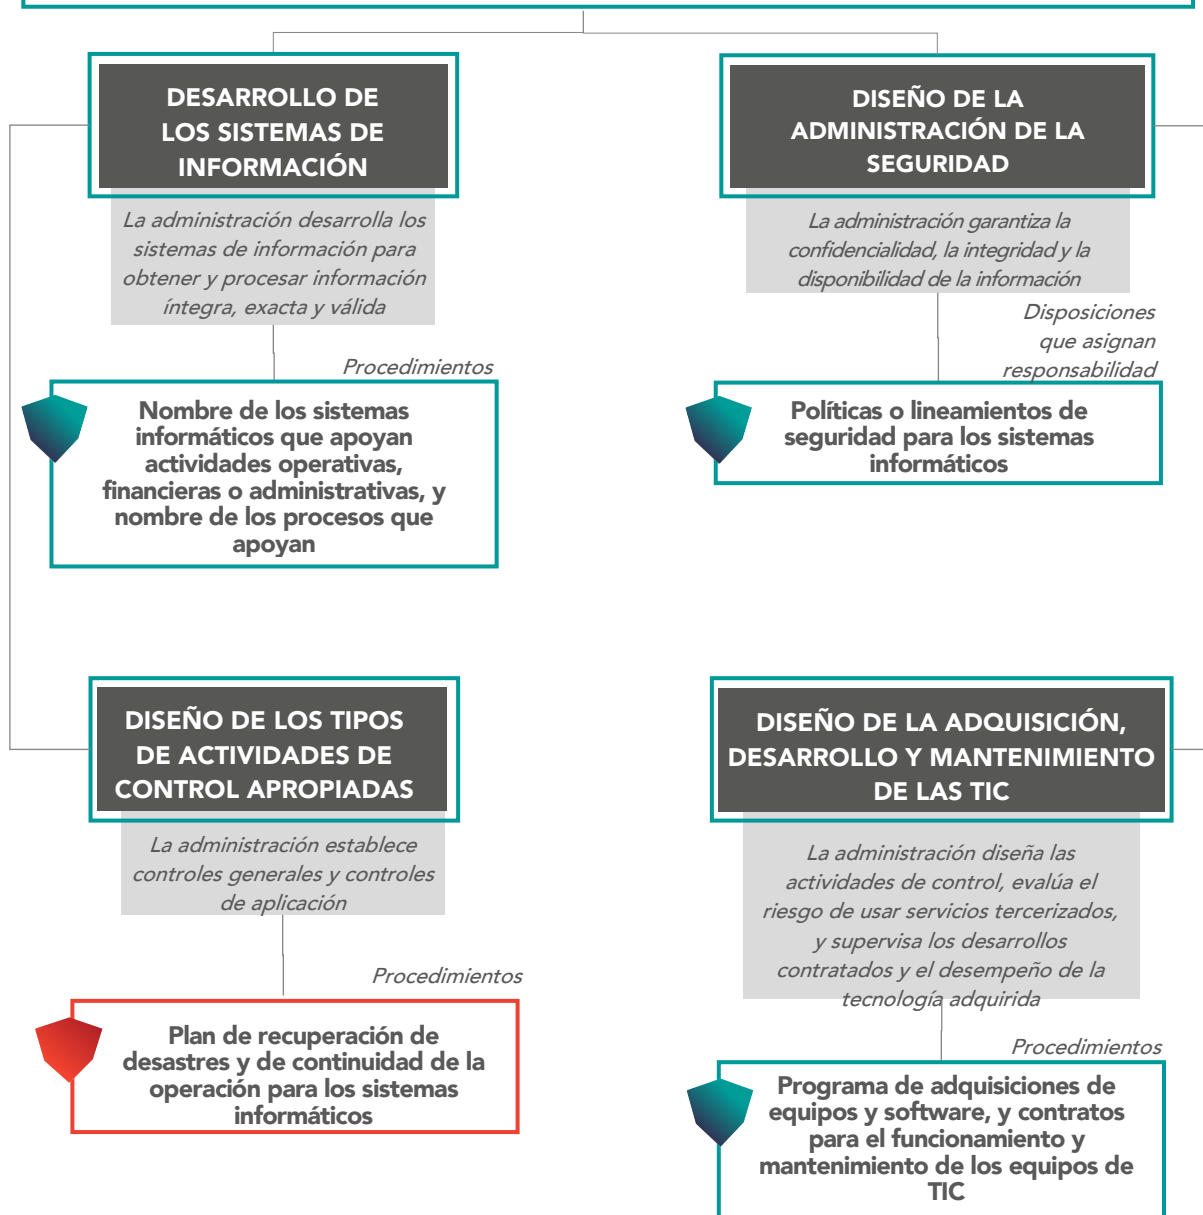 DESARROLLO DE
LOS SISTEMAS DE
INFORMACIÓN
La administración desarrolla los
sistemas de información para
obtener y procesar información
íntegra, exacta y válida
Procedimientos
Nombre de los sistemas
informáticos que apoyan
actividades operativas,
financieras o administrativas, y
nombre de los procesos que
apoyan
DISEÑO DE LA
ADMINISTRACIÓN DE LA
SEGURIDAD
La administración garantiza la
confidencialidad, la integridad y la
disponibilidad de la información
Disposiciones
que asignan
responsabilidad
Políticas o lineamientos de
seguridad para los sistemas
informáticos
DISEÑO DE LOS TIPOS
DE ACTIVIDADES DE
CONTROL APROPIADAS
La administración establece
controles generales y controles
de aplicación
Procedimientos
Plan de recuperación de
desastres y de continuidad de la
operación para los sistemas
informáticos
DISEÑO DE LA ADQUISICIÓN,
DESARROLLO Y MANTENIMIENTO
DE LAS TIC
La administración diseña las
actividades de control, evalúa el
riesgo de usar servicios tercerizados,
y supervisa los desarrollos
contratados y el desempeño de la
tecnología adquirida
Procedimientos
Programa de adquisiciones de
equipos y software, y contratos
para el funcionamiento y
mantenimiento de los equipos de
TIC